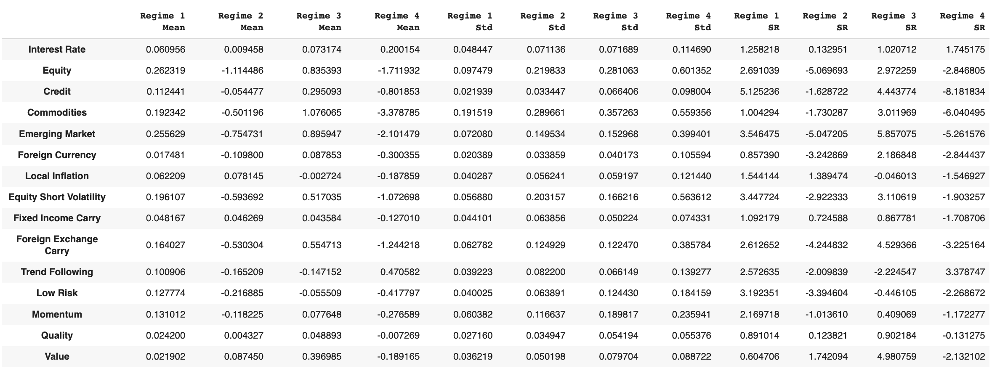 Regime 1 Regime 2 Regime 3 Regime 4 Regime 1 Regime 2 Regime 3 Regime 4 Regime 1 Regime 2 Regime 3 Regime 4
Mean Mean Mean Mean Std Std Std Std SR SR SR SR
Interest Rate 0.060956 0.009458 0.073174 0.200154 0.048447 0.071136 0.071689 0.114690 1.258218 0.132951 1.020712 1.745175
Equity 0.262319 -1.114486 0.835393 -1.711932 0.097479 0.219833 0.281063 0.601352 2.691039 -5.069693 2.972259 -2.846805
Credit 0.112441 -0.054477 0.295093 -0.801853 0.021939 0.033447 0.066406 0.098004 5.125236 -1.628722 4.443774 -8.181834
Commodities 0.192342 -0.501196 1.076065 -3.378785 0.191519 0.289661 0.357263 0.559356 1.004294 -1.730287 3.011969 -6.040495
Emerging Market 0.255629 -0.754731 0.895947 -2.101479 0.072080 0.149534 0.152968 0.399401 3.546475 -5.047205 5.857075 -5.261576
Foreign Currency 0.017481 -0.109800 0.087853 -0.300355 0.020389 0.033859 0.040173 0.105594 0.857390 -3.242869 2.186848 -2.844437
Local Inflation 0.062209 0.078145 -0.002724 -0.187859 0.040287 0.056241 0.059197 0.121440 1.544144 1.389474 -0.046013 -1.546927
Equity Short Volatility 0.196107 -0.593692 0.517035 -1.072698 0.056880 0.203157 0.166216 0.563612 3.447724 -2.922333 3.110619 -1.903257
Fixed Income Carry 0.048167 0.046269 0.043584 -0.127010 0.044101 0.063856 0.050224 0.074331 1.092179 0.724588 0.867781 -1.708706
Foreign Exchange
Carry 0.164027 -0.530304 0.554713 -1.244218 0.062782 0.124929 0.122470 0.385784 2.612652 -4.244832 4.529366 -3.225164
Trend Following 0.100906 -0.165209 -0.147152 0.470582 0.039223 0.082200 0.066149 0.139277 2.572635 -2.009839 -2.224547 3.378747
Low Risk 0.127774 -0.216885 -0.055509 -0.417797 0.040025 0.063891 0.124430 0.184159 3.192351 -3.394604 -0.446105 -2.268672
Momentum 0.131012 -0.118225 0.077648 -0.276589 0.060382 0.116637 0.189817 0.235941 2.169718 -1.013610 0.409069 -1.172277
Quality 0.024200 0.004327 0.048893 -0.007269 0.027160 0.034947 0.054194 0.055376 0.891014 0.123821 0.902184 -0.131275
Value 0.021902 0.087450 0.396985 -0.189165 0.036219 0.050198 0.079704 0.088722 0.604706 1.742094 4.980759 -2.132102